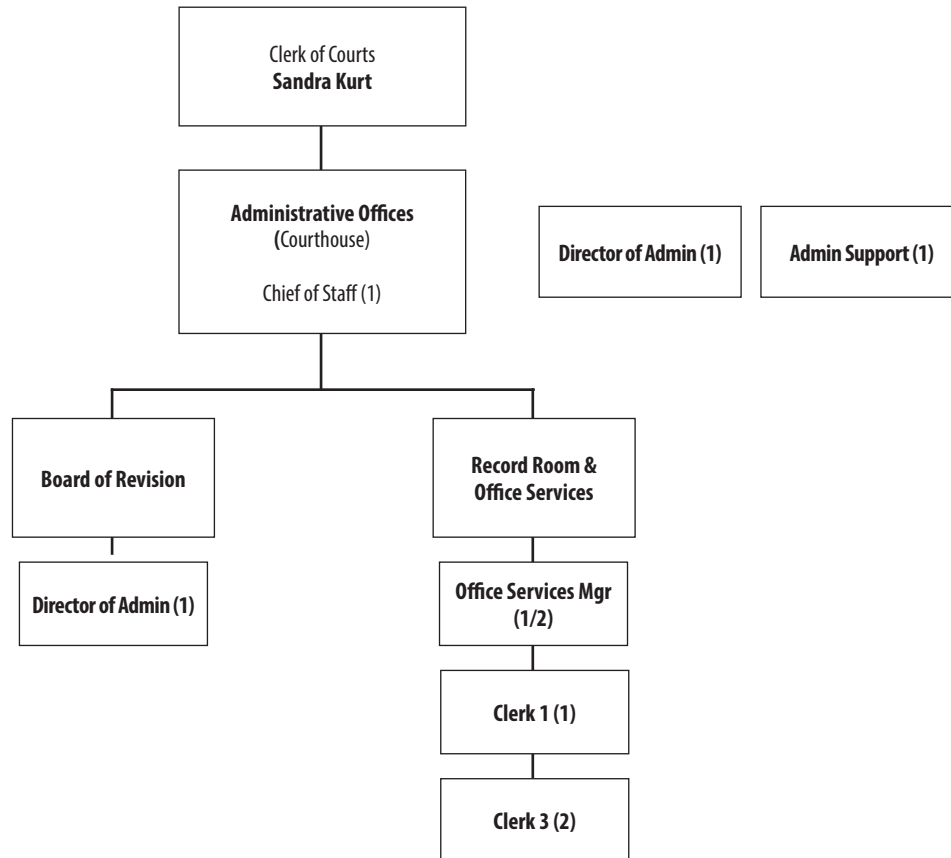 Clerk of Courts
Sandra Kurt
Administrative Offices
(Courthouse)
Chief of Staff (1)
Director of Admin (1)
Admin Support (1)
Board of Revision
Record Room &
Office Services
Director of Admin (1)
Office Services Mgr
(1/2)
Clerk 1 (1)
Clerk 3 (2)